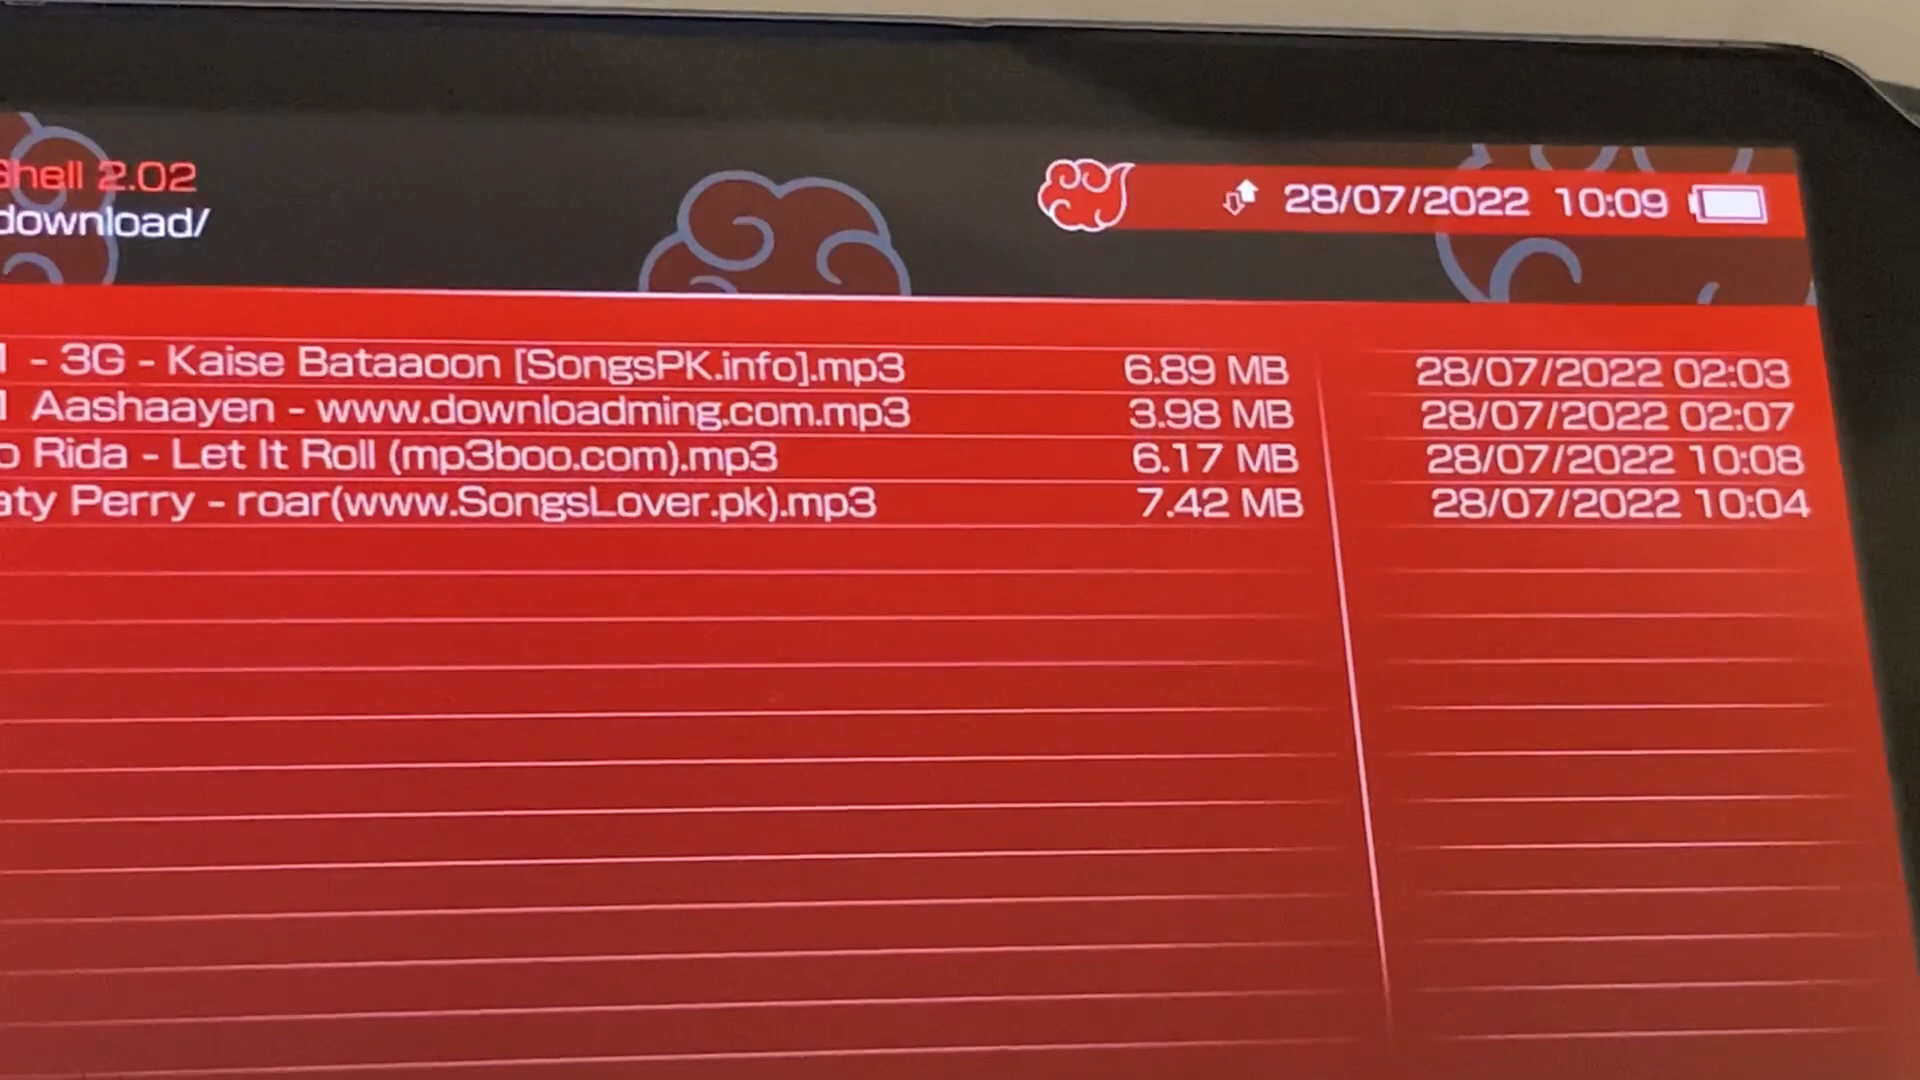 Shell 2.02
download/
28/07/2022 10:09
1 - 3G - Kaise Bataaoon [SongsPK.info].mp3 6.89 MB 28/07/2022 02:03
1 Aashaayen - www.downloadming.com.mp3 3.98 MB 28/07/2022 02:07
o Rida - Let It Roll (mp3boo.com).mp3 6.17 MB 28/07/2022 10:08
aty Perry - roar(www.SongsLover.pk).mp3 7.42 MB 28/07/2022 10:04